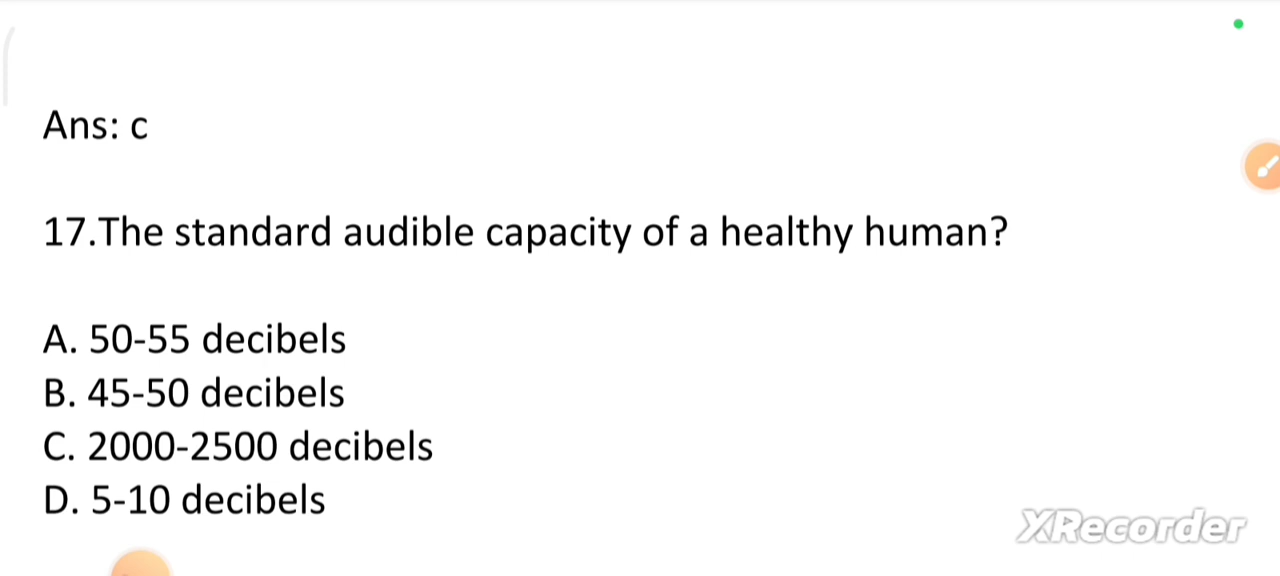 Ans: c
17.The standard audible capacity of a healthy human?
A. 50-55 decibels
B. 45-50 decibels
C. 2000-2500 decibels
D. 5-10 decibels
XRecorder